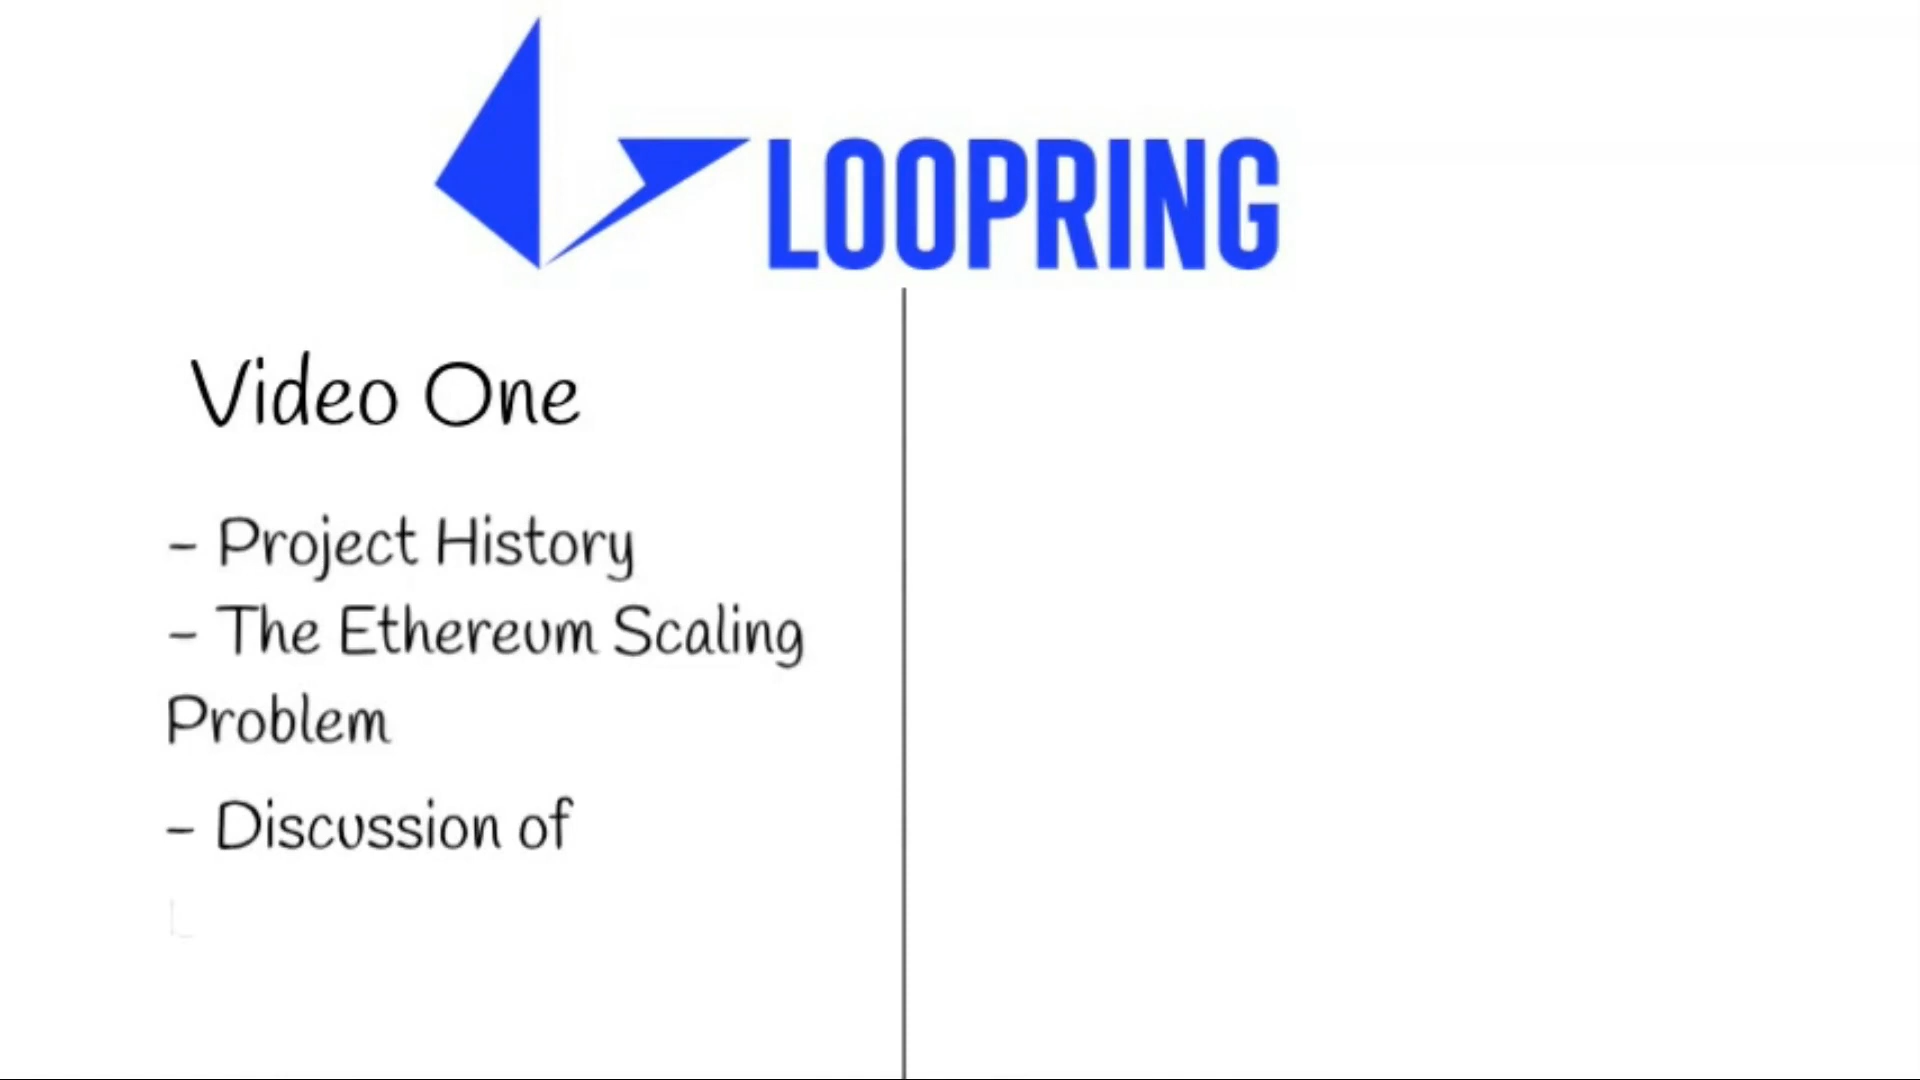 LOOPRING
Video One
- Project History
- The Ethereum Scaling
Problem
- Discussion of